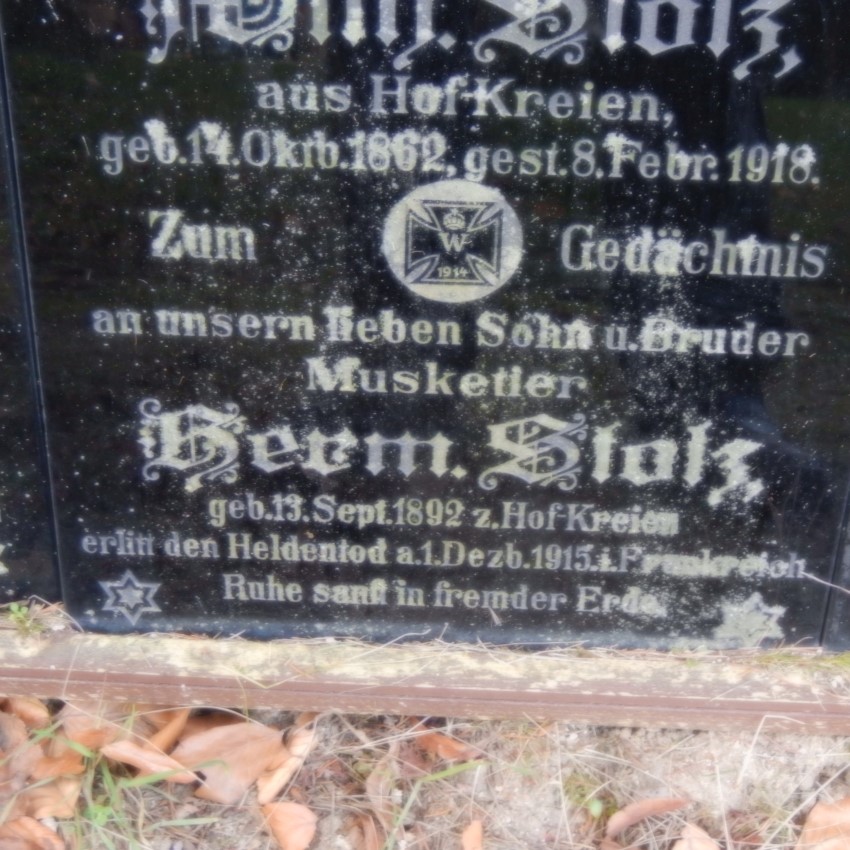 Stolz,
aus Hof Kreien,
geb. 14. Oktb. 1862, gest. 8. Febr. 1918.
Zum Gedächtnis
W
1914
an unsern lieben Sohn u. Bruder
Musketier
Herm. Stolz,
geb. 13. Sept. 1892 z. Hof Kreien
erlitt den Heldentod a. 1. Dezb. 1915 i. Frankreich
Ruhe sanft in fremder Erde.